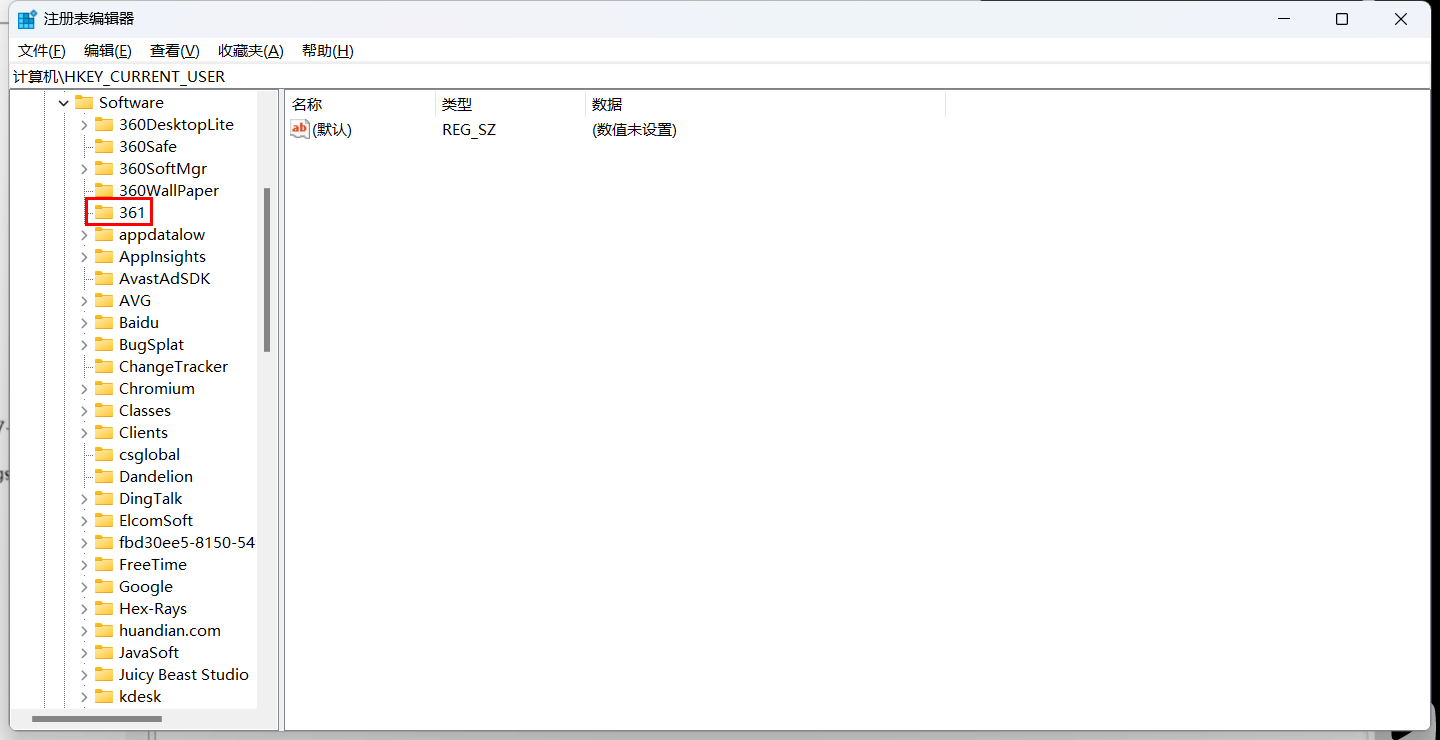 注册表编辑器
文件(F) 编辑(E) 查看(V) 收藏夹(A) 帮助(H)
计算机\HKEY_CURRENT_USER
Software
360DesktopLite
360Safe
360SoftMgr
360WallPaper
361
appdatalow
AppInsights
AvastAdSDK
AVG
Baidu
BugSplat
ChangeTracker
Chromium
Classes
Clients
csglobal
Dandelion
DingTalk
ElcomSoft
fbd30ee5-8150-54
FreeTime
Google
Hex-Rays
huandian.com
JavaSoft
Juicy Beast Studio
kdesk
名称 类型 数据
ab (默认) REG_SZ (数值未设置)